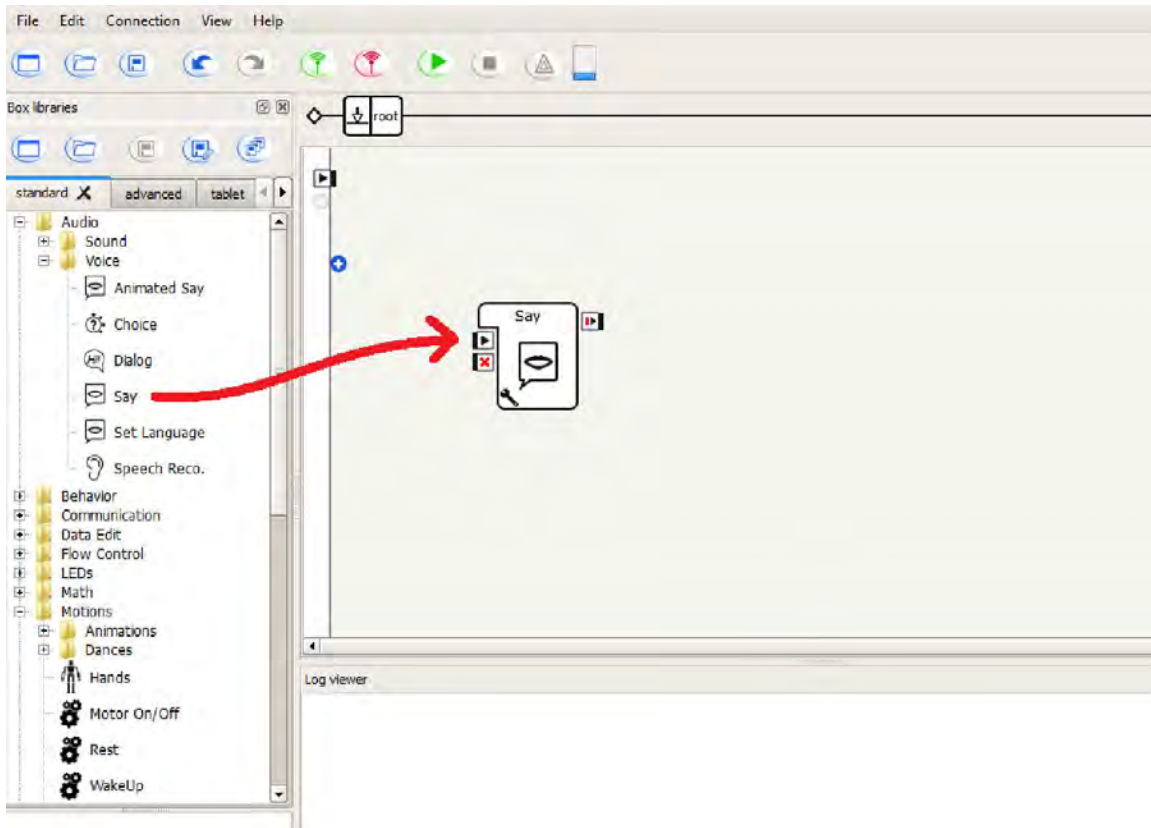 File Edit Connection View Help
Box libraries
root
standard advanced tablet
Audio
Sound
Voice
Animated Say
Choice
Dialog
Say
Set Language
Speech Reco.
Behavior
Communication
Data Edit
Flow Control
LEDs
Math
Motions
Animations
Dances
Hands
Motor On/Off
Rest
WakeUp
Say
Log viewer